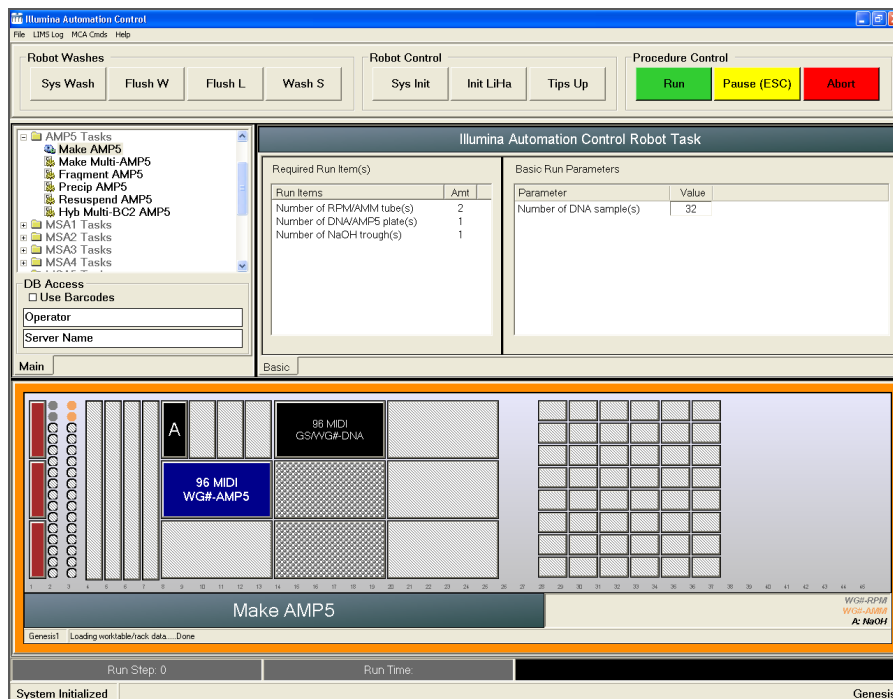 Illumina Automation Control
File LIMS Log MCA Cmds Help
Robot Washes
Sys Wash Flush W Flush L Wash S
Robot Control
Sys Init Init LiHa Tips Up
Procedure Control
Run Pause (ESC) Abort
AMP5 Tasks
Make AMP5
Make Multi-AMP5
Fragment AMP5
Precip AMP5
Resuspend AMP5
Hyb Multi-BC2 AMP5
MSA1 Tasks
MSA2 Tasks
MSA3 Tasks
MSA4 Tasks
DB Access
Use Barcodes
Operator
Server Name
Main
Illumina Automation Control Robot Task
Required Run Item(s)
Run Items Amt
Number of RPM/AMM tube(s) 2
Number of DNA/AMP5 plate(s) 1
Number of NaOH trough(s) 1
Basic Run Parameters
Parameter Value
Number of DNA sample(s) 32
Basic
A
96 MIDI
GS#/WG#-DNA
96 MIDI
WG#-AMP5
1 2 3 4 5 6 7 8 9 10 11 12 13 14 15 16 17 18 19 20 21 22 23 24 25 26 27 28 29 30 31 32 33 34 35 36 37 38 39 40 41 42 43 44 45
Make AMP5
WG#-RPM
WG#-AMM
A: NaOH
Genesis1 Loading worktable/rack data.....Done
Run Step: 0 Run Time:
System Initialized Genesis